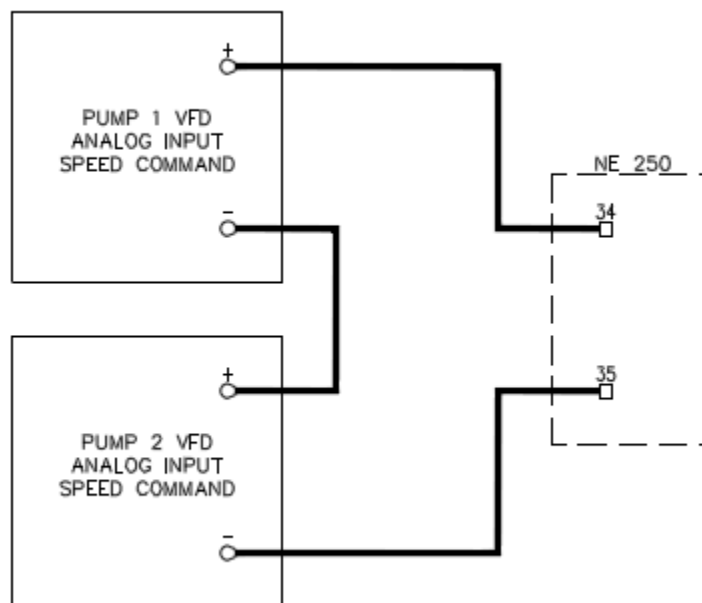 +
PUMP 1 VFD
ANALOG INPUT
SPEED COMMAND
-
NE 250
34
+
35
PUMP 2 VFD
ANALOG INPUT
SPEED COMMAND
-